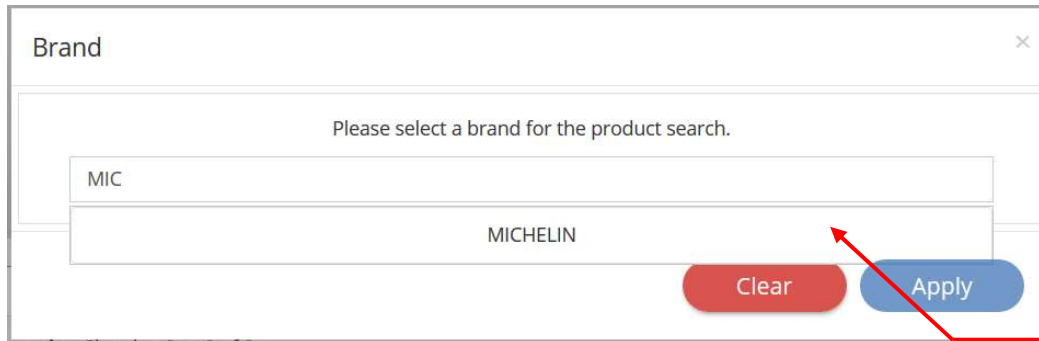 Brand
×
Please select a brand for the product search.
MIC
MICHELIN
Clear Apply